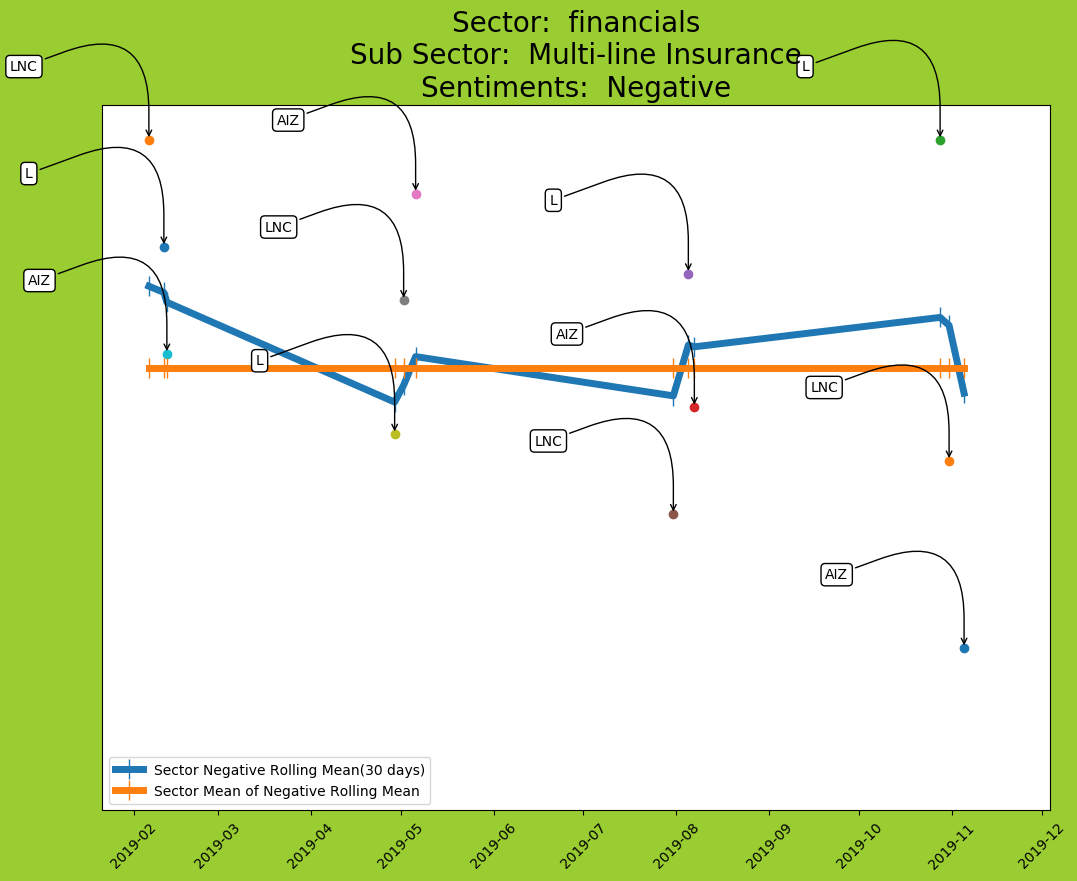 Sector:  financials
Sub Sector:  Multi-line Insurance
Sentiments:  Negative
LNC
L
AIZ
L
AIZ
L
LNC
AIZ
AIZ
L
LNC
LNC
AIZ
Sector Negative Rolling Mean(30 days)
Sector Mean of Negative Rolling Mean
2019-02
2019-03
2019-04
2019-05
2019-06
2019-07
2019-08
2019-09
2019-10
2019-11
2019-12